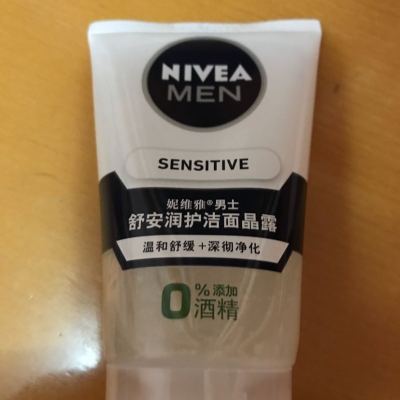 NIVEA
MEN
SENSITIVE
妮维雅®男士
舒安润护洁面晶露
温和舒缓+深彻净化
0%添加
酒精